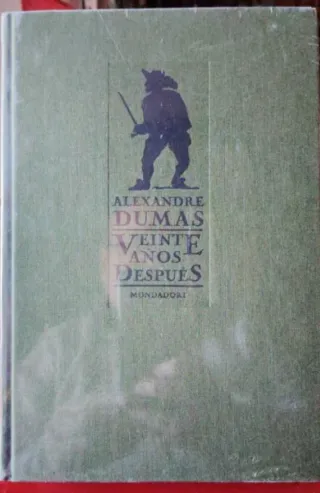 ALEXANDRE
DUMAS
VEINTE
AÑOS
DESPUÉS
MONDADORI